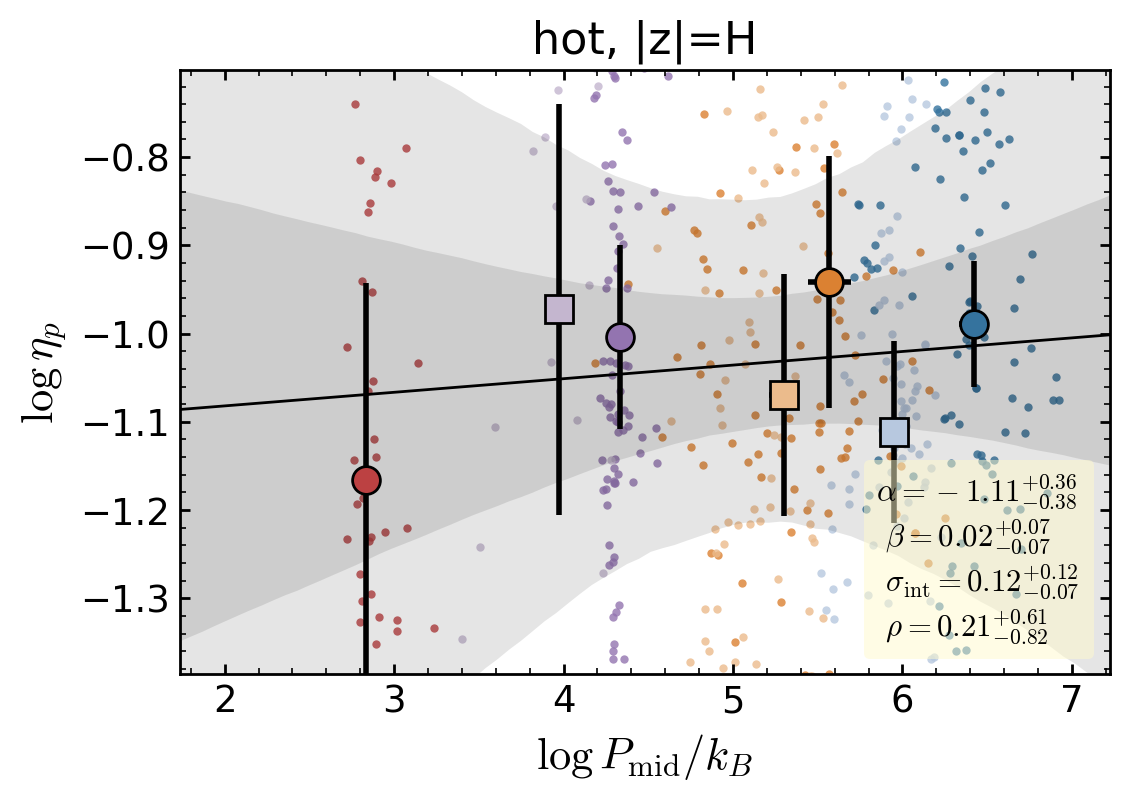 hot, |z|=H
−0.8
−0.9
−1.0
−1.1
−1.2
−1.3
log η_p
α = −1.11^{+0.36}_{−0.38}
β = 0.02^{+0.07}_{−0.07}
σ_int = 0.12^{+0.12}_{−0.07}
ρ = 0.21^{+0.61}_{−0.82}
2 3 4 5 6 7
log P_mid/k_B